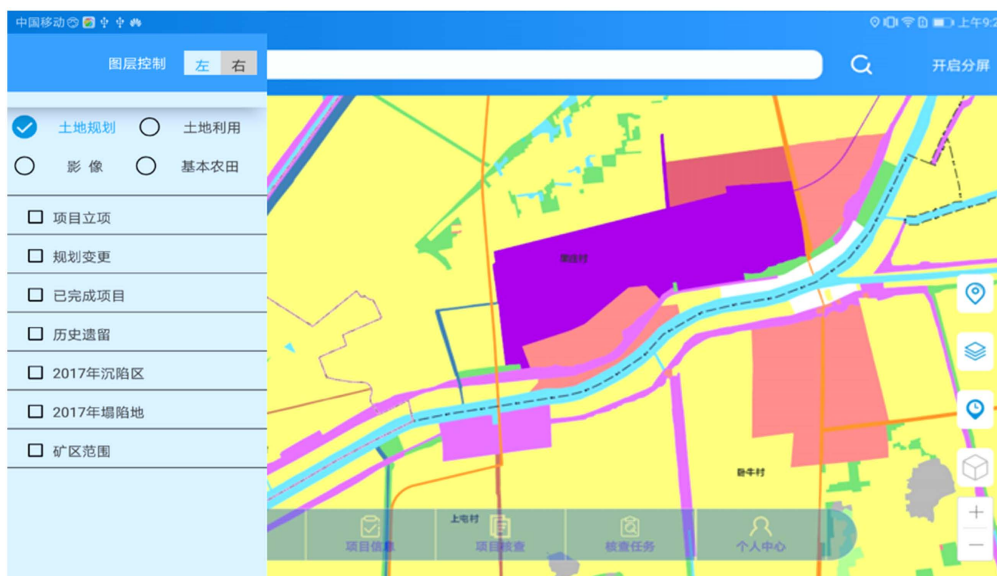 中国移动 上午9:2
图层控制 左 右 开启分屏
土地规划 土地利用
影像 基本农田
项目立项
规划变更
已完成项目
历史遗留
2017年沉陷区
2017年塌陷地
矿区范围
卧牛村
上屯村
项目信息 项目核查 核查任务 个人中心